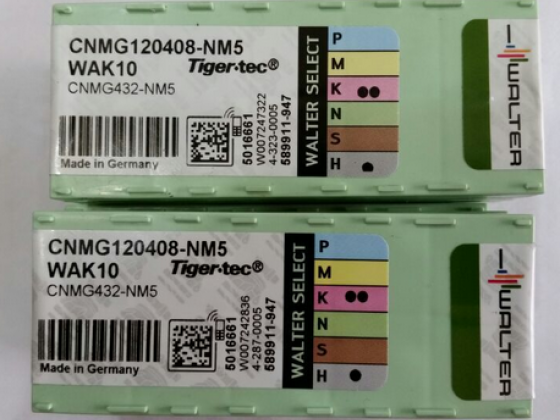 CNMG120408-NM5
WAK10 Tiger·tec®
CNMG432-NM5
Made in Germany
5016661
W007247322
4-323-0005
589911-947
WALTER SELECT
P
M
K
N
S
H
WALTER
CNMG120408-NM5
WAK10 Tiger·tec®
CNMG432-NM5
Made in Germany
5016661
W007242836
4-287-0005
589911-947
WALTER SELECT
P
M
K
N
S
H
WALTER